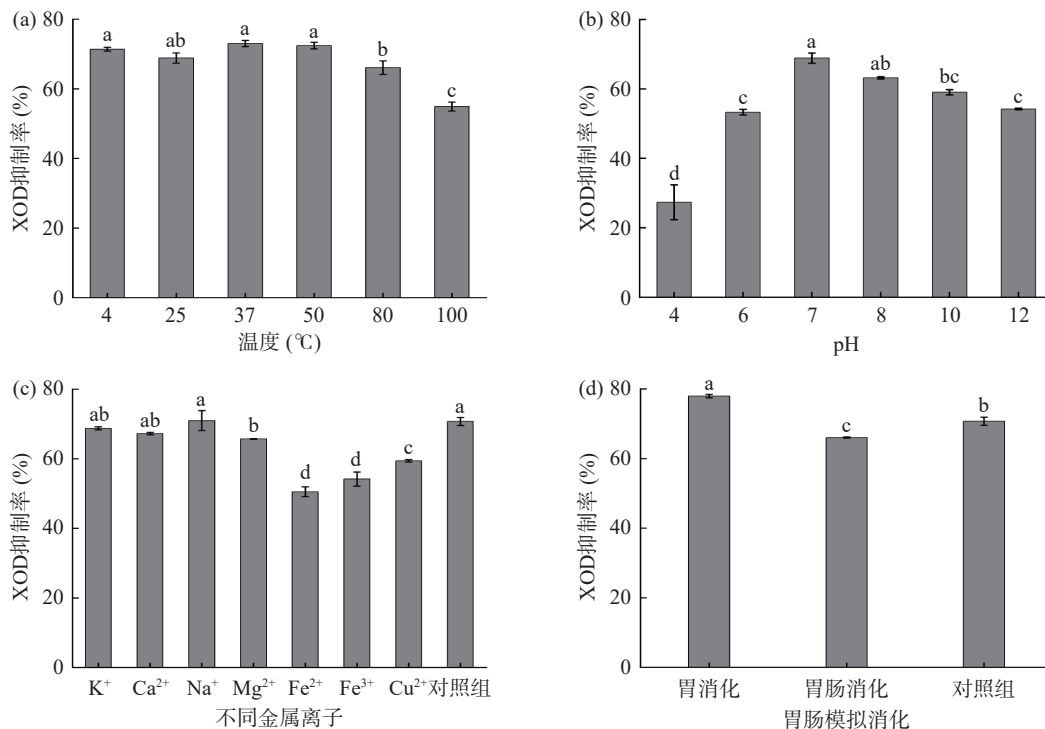 (a)
80
60
40
20
0
XOD抑制率 (%)
a
ab
a
a
b
c
4 25 37 50 80 100
温度 (℃)
(b)
80
60
40
20
0
XOD抑制率 (%)
d
c
a
ab
bc
c
4 6 7 8 10 12
pH
(c)
80
60
40
20
0
XOD抑制率 (%)
ab
ab
a
b
d
d
c
a
K⁺ Ca²⁺ Na⁺ Mg²⁺ Fe²⁺ Fe³⁺ Cu²⁺ 对照组
不同金属离子
(d)
80
60
40
20
0
XOD抑制率 (%)
a
c
b
胃消化 胃肠消化 对照组
胃肠模拟消化